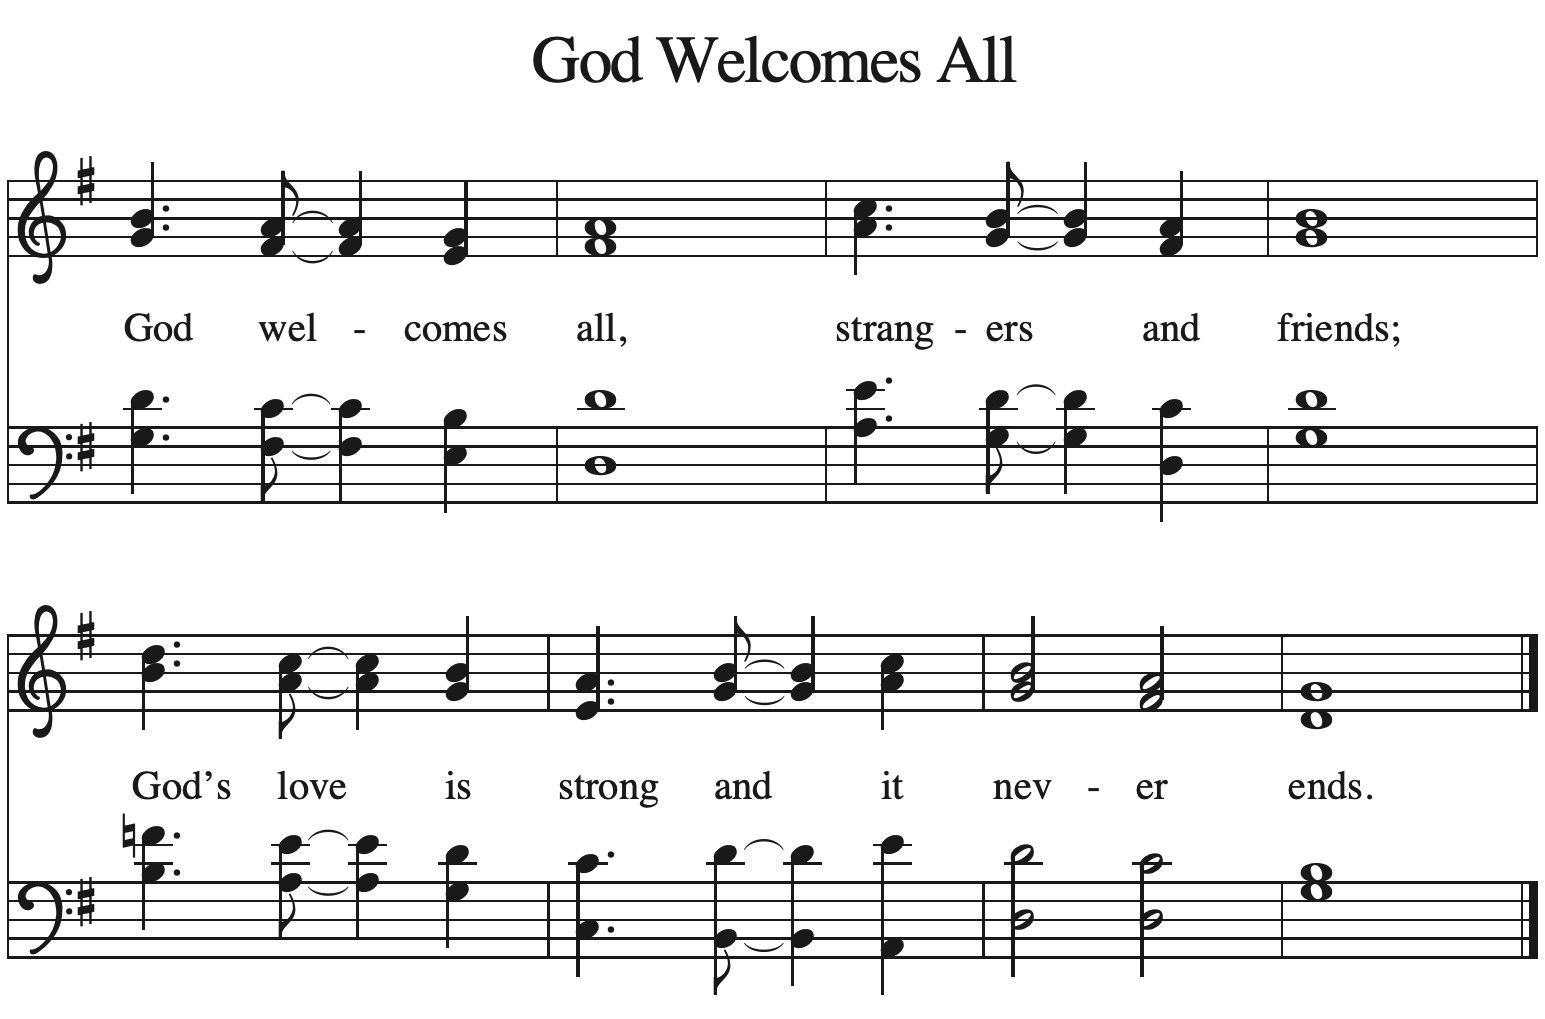 God Welcomes All
God wel - comes all, strang - ers and friends;
God’s love is strong and it nev - er ends.